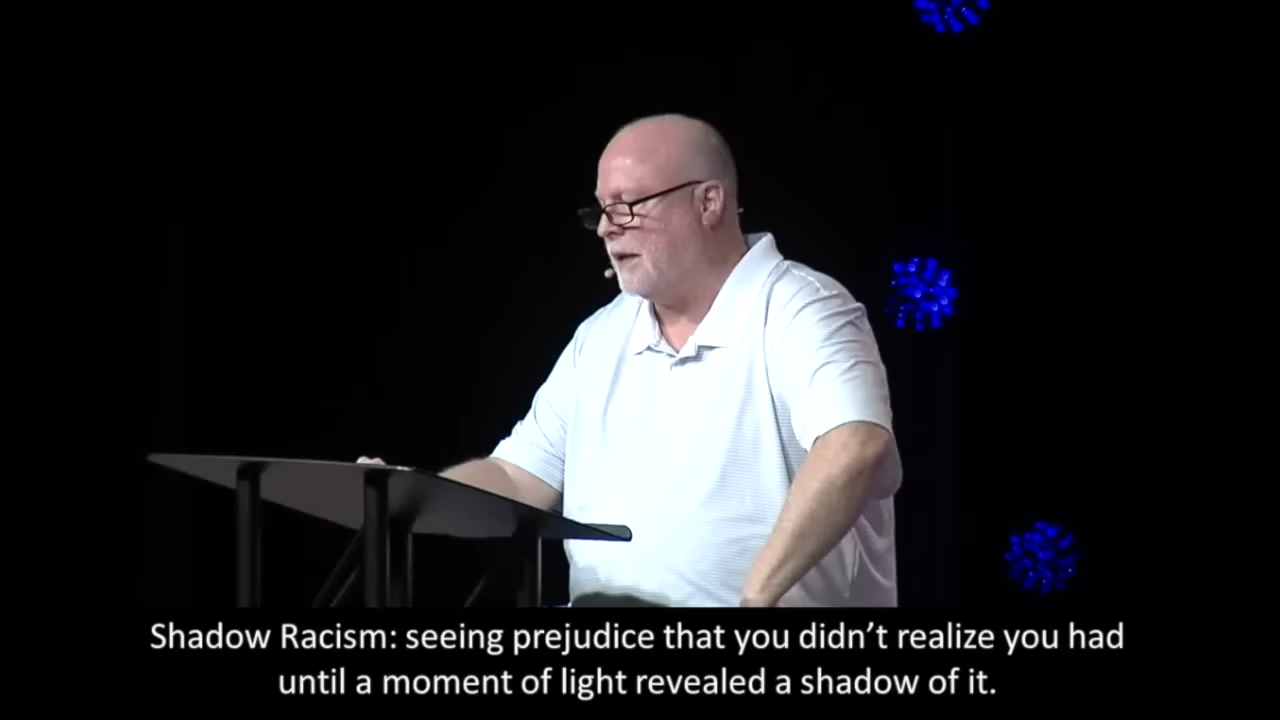 Shadow Racism: seeing prejudice that you didn’t realize you had
until a moment of light revealed a shadow of it.